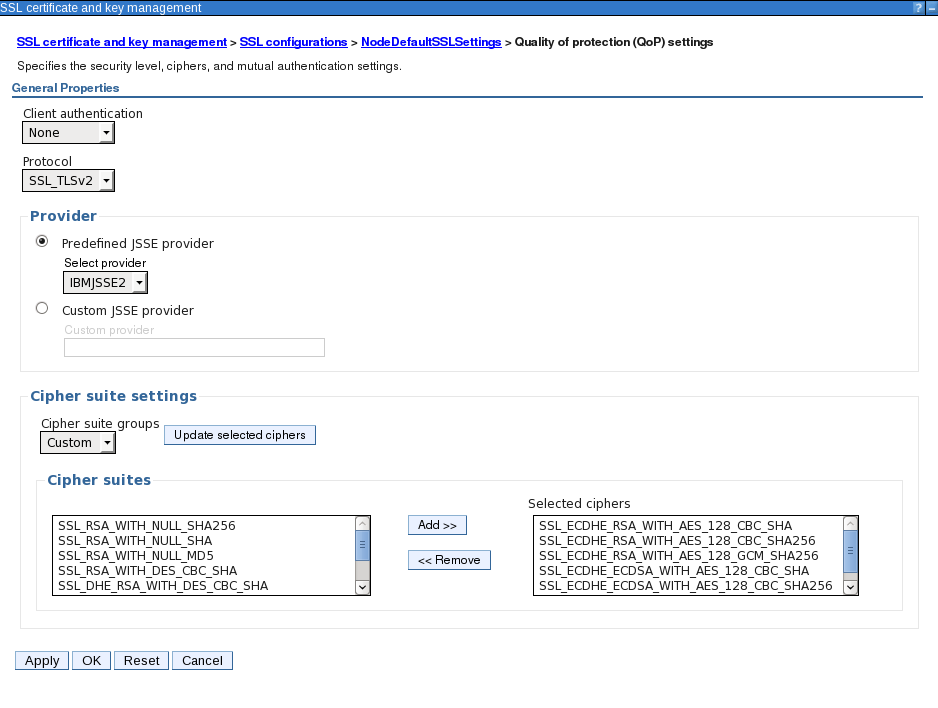 SSL certificate and key management ? –
SSL certificate and key management > SSL configurations > NodeDefaultSSLSettings > Quality of protection (QoP) settings
Specifies the security level, ciphers, and mutual authentication settings.
General Properties
Client authentication
None
Protocol
SSL_TLSv2
Provider
Predefined JSSE provider
Select provider
IBMJSSE2
Custom JSSE provider
Custom provider
Cipher suite settings
Cipher suite groups
Custom
Update selected ciphers
Cipher suites
SSL_RSA_WITH_NULL_SHA256
SSL_RSA_WITH_NULL_SHA
SSL_RSA_WITH_NULL_MD5
SSL_RSA_WITH_DES_CBC_SHA
SSL_DHE_RSA_WITH_DES_CBC_SHA
Add >>
<< Remove
Selected ciphers
SSL_ECDHE_RSA_WITH_AES_128_CBC_SHA
SSL_ECDHE_RSA_WITH_AES_128_CBC_SHA256
SSL_ECDHE_RSA_WITH_AES_128_GCM_SHA256
SSL_ECDHE_ECDSA_WITH_AES_128_CBC_SHA
SSL_ECDHE_ECDSA_WITH_AES_128_CBC_SHA256
Apply OK Reset Cancel